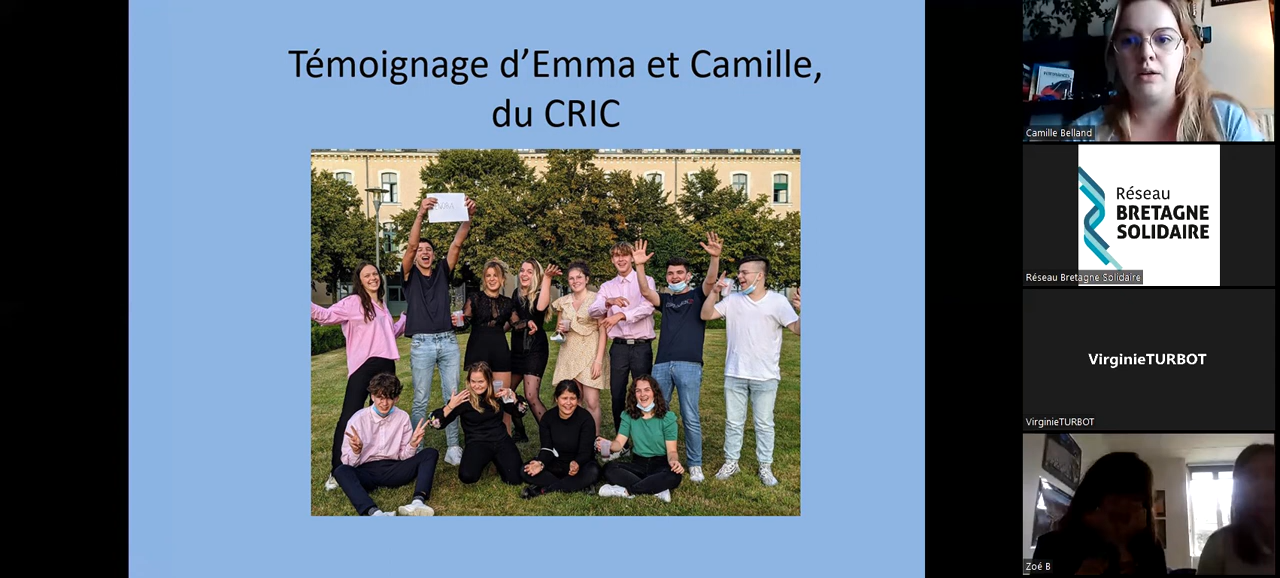 Témoignage d’Emma et Camille,
du CRIC
Camille Belland
Réseau
BRETAGNE
SOLIDAIRE
Réseau Bretagne Solidaire
VirginieTURBOT
VirginieTURBOT
Zoé B